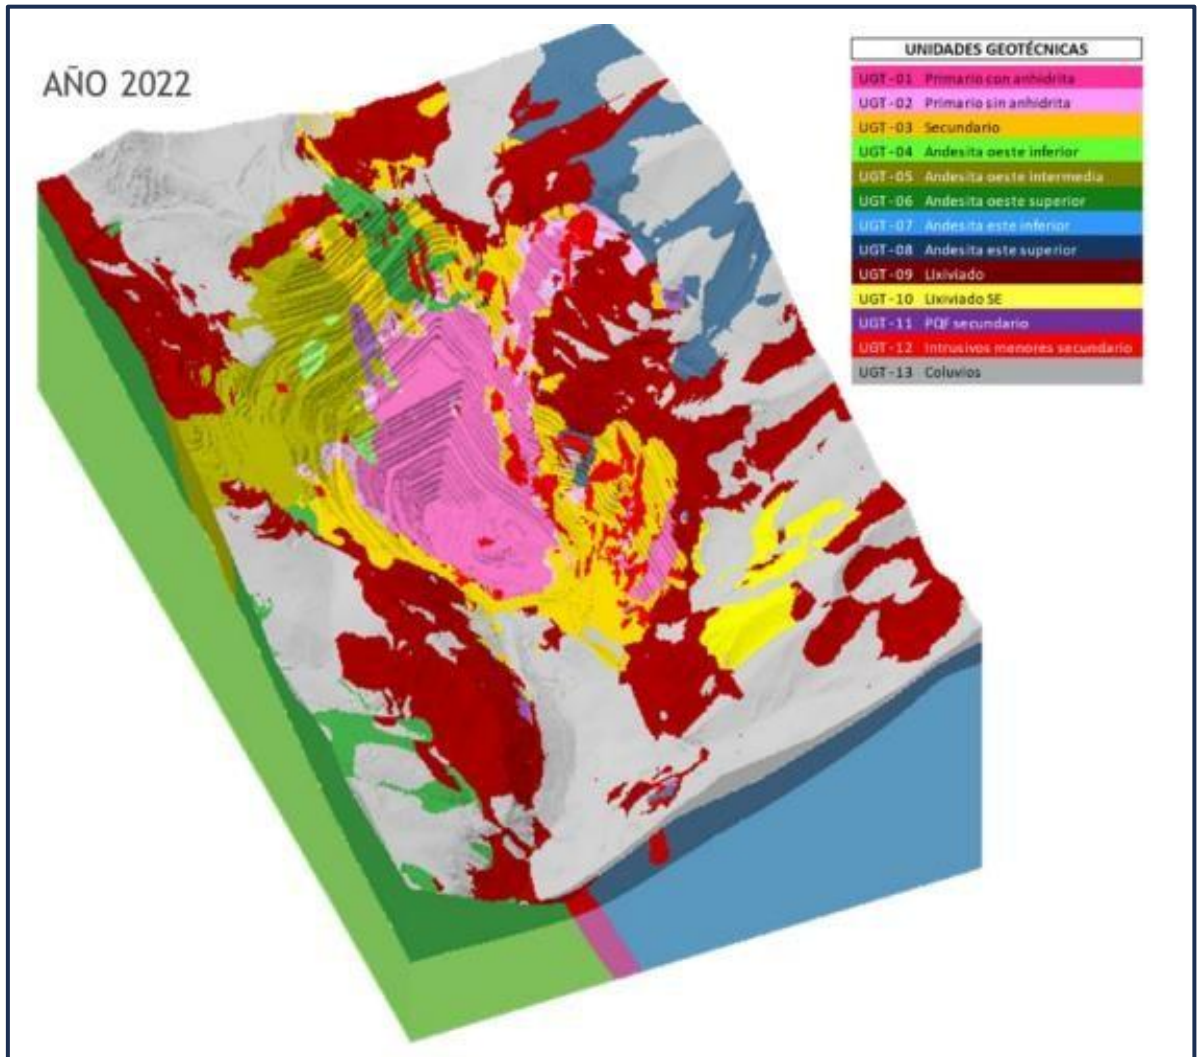 AÑO 2022
UNIDADES GEOTÉCNICAS
UGT-01 Primario con anhidrita
UGT-02 Primario sin anhidrita
UGT-03 Secundario
UGT-04 Andesita oeste inferior
UGT-05 Andesita oeste intermedia
UGT-06 Andesita oeste superior
UGT-07 Andesita este inferior
UGT-08 Andesita este superior
UGT-09 Lixiviado
UGT-10 Lixiviado SE
UGT-11 PQF secundario
UGT-12 Intrusivos menores secundario
UGT-13 Coluvios